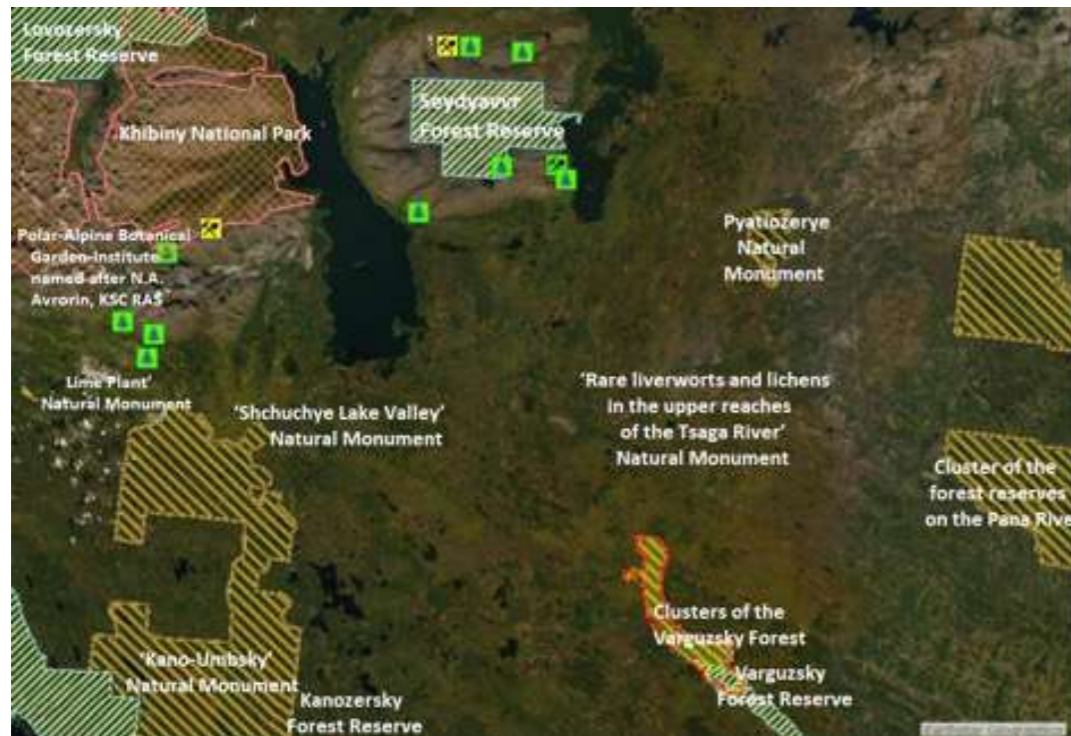 Lovozersky
Forest Reserve
Seydyavvr
Forest Reserve
Khibiny National Park
Polar-Alpine Botanical
Garden-Institute
named after N.A.
Avrorin, KSC RAS
Pyatiozerye
Natural
Monument
Lime Plant'
Natural Monument
'Shchuchye Lake Valley'
Natural Monument
'Rare liverworts and lichens
in the upper reaches
of the Tsaga River'
Natural Monument
Cluster of the
forest reserves
on the Pana Rive
Clusters of the
Varguzsky Forest
Varguzsky
Forest Reserve
'Kano-Umbsky'
Natural Monument
Kanozersky
Forest Reserve